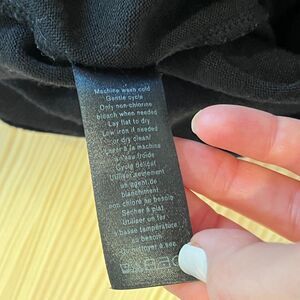 Machine wash cold
Gentle cycle
Only non-chlorine
bleach when needed
Lay flat to dry
Low iron if needed
or dry clean/
laver à la machine
à l'eau froide
Cycle délicat
Utiliser seulement
un agent de
blanchiment
non chloré au besoin
Sécher à plat
Utiliser un fer
à basse température
au besoin
ou nettoyer à sec